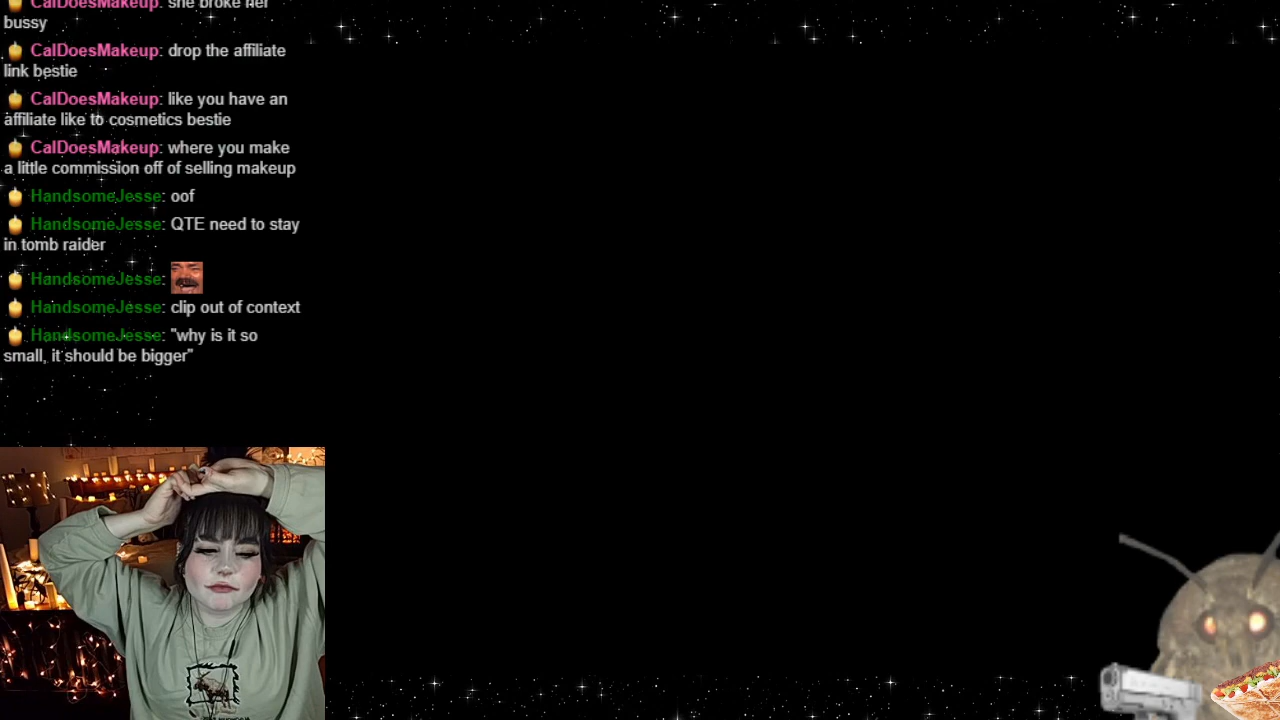 CalDoesMakeup: she broke her
bussy
CalDoesMakeup: drop the affiliate
link bestie
CalDoesMakeup: like you have an
affiliate like to cosmetics bestie
CalDoesMakeup: where you make
a little commission off of selling makeup
HandsomeJesse: oof
HandsomeJesse: QTE need to stay
in tomb raider
HandsomeJesse:
HandsomeJesse: clip out of context
HandsomeJesse: "why is it so
small, it should be bigger"